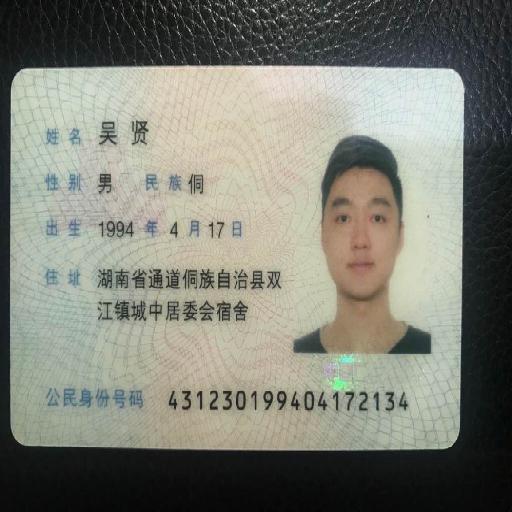 姓名 吴贤
性别 男 民族 侗
出生 1994 年 4 月 17 日
住址 湖南省通道侗族自治县双
江镇城中居委会宿舍
公民身份号码 431230199404172134